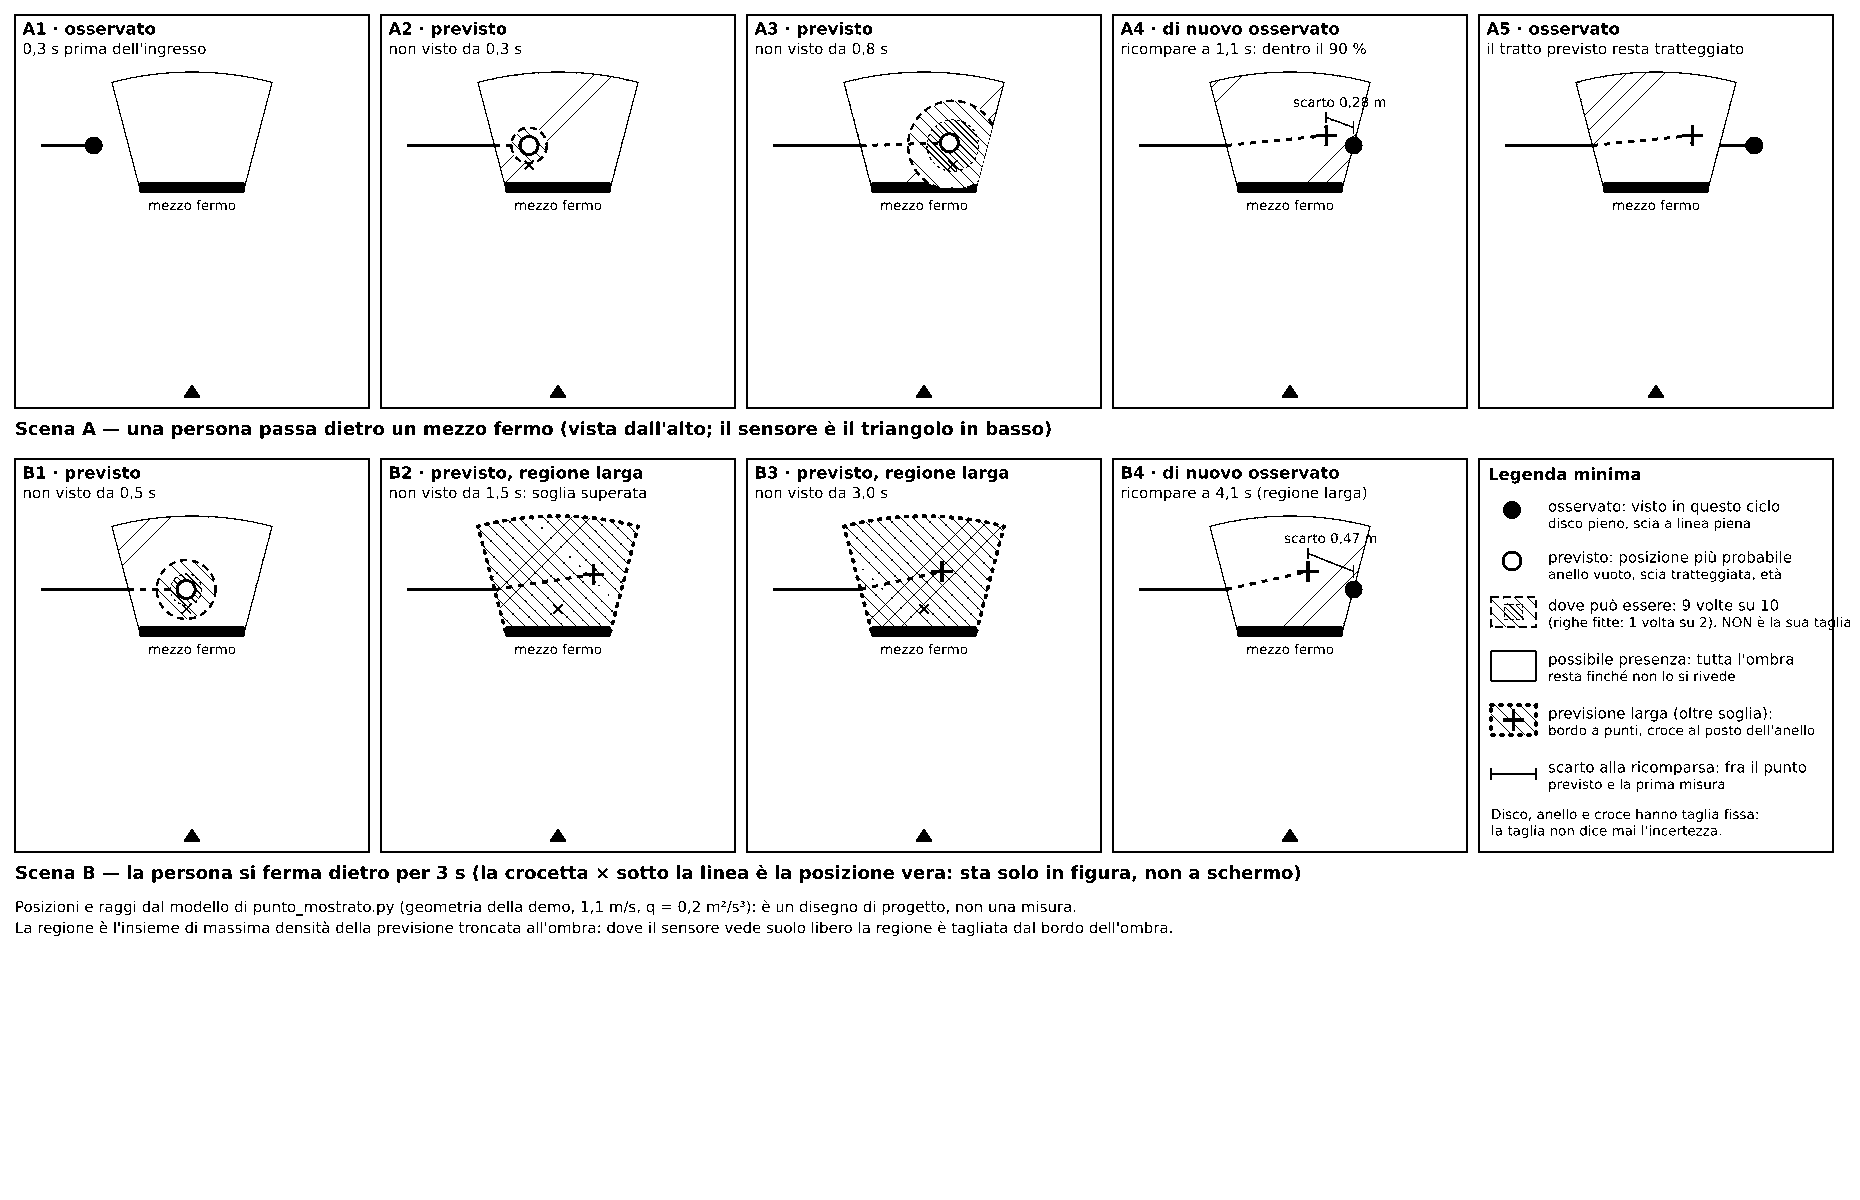 A1 · osservato
0,3 s prima dell'ingresso
mezzo fermo
A2 · previsto
non visto da 0,3 s
mezzo fermo
A3 · previsto
non visto da 0,8 s
mezzo fermo
A4 · di nuovo osservato
ricompare a 1,1 s: dentro il 90 %
scarto 0,28 m
mezzo fermo
A5 · osservato
il tratto previsto resta tratteggiato
mezzo fermo
Scena A — una persona passa dietro un mezzo fermo (vista dall'alto; il sensore è il triangolo in basso)
B1 · previsto
non visto da 0,5 s
mezzo fermo
B2 · previsto, regione larga
non visto da 1,5 s: soglia superata
mezzo fermo
B3 · previsto, regione larga
non visto da 3,0 s
mezzo fermo
B4 · di nuovo osservato
ricompare a 4,1 s (regione larga)
scarto 0,47 m
mezzo fermo
Legenda minima
osservato: visto in questo ciclo
disco pieno, scia a linea piena
previsto: posizione più probabile
anello vuoto, scia tratteggiata, età
dove può essere: 9 volte su 10
(righe fitte: 1 volta su 2). NON è la sua taglia
possibile presenza: tutta l'ombra
resta finché non lo si rivede
previsione larga (oltre soglia):
bordo a punti, croce al posto dell'anello
scarto alla ricomparsa: fra il punto
previsto e la prima misura
Disco, anello e croce hanno taglia fissa:
la taglia non dice mai l'incertezza.
Scena B — la persona si ferma dietro per 3 s (la crocetta × sotto la linea è la posizione vera: sta solo in figura, non a schermo)
Posizioni e raggi dal modello di punto_mostrato.py (geometria della demo, 1,1 m/s, q = 0,2 m²/s³): è un disegno di progetto, non una misura.
La regione è l'insieme di massima densità della previsione troncata all'ombra: dove il sensore vede suolo libero la regione è tagliata dal bordo dell'ombra.